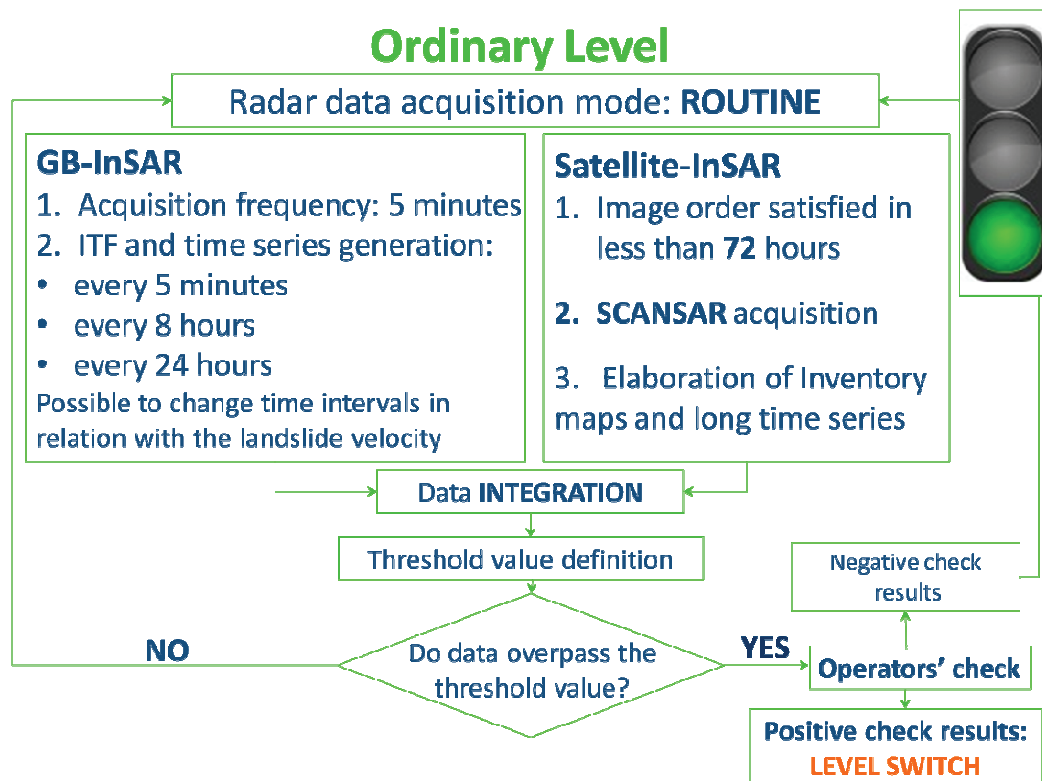 Ordinary Level
Radar data acquisition mode: ROUTINE
GB-InSAR
1. Acquisition frequency: 5 minutes
2. ITF and time series generation:
• every 5 minutes
• every 8 hours
• every 24 hours
Possible to change time intervals in
relation with the landslide velocity
Satellite-InSAR
1. Image order satisfied in
less than 72 hours
2. SCANSAR acquisition
3. Elaboration of Inventory
maps and long time series
Data INTEGRATION
Threshold value definition
Do data overpass the
threshold value?
NO
YES
Negative check
results
Operators’ check
Positive check results:
LEVEL SWITCH